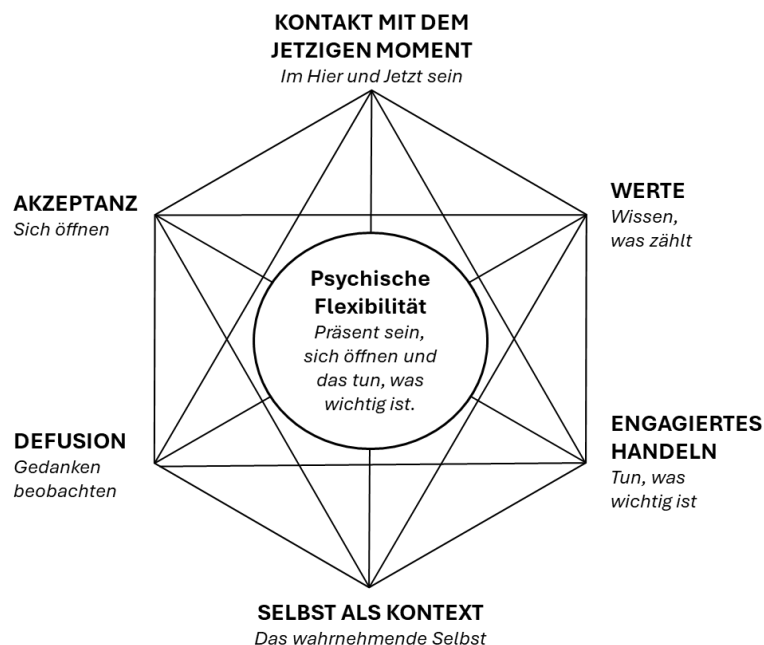 KONTAKT MIT DEM
JETZIGEN MOMENT
Im Hier und Jetzt sein
AKZEPTANZ
Sich öffnen
WERTE
Wissen,
was zählt
Psychische
Flexibilität
Präsent sein,
sich öffnen und
das tun, was
wichtig ist.
DEFUSION
Gedanken
beobachten
ENGAGIERTES
HANDELN
Tun, was
wichtig ist
SELBST ALS KONTEXT
Das wahrnehmende Selbst